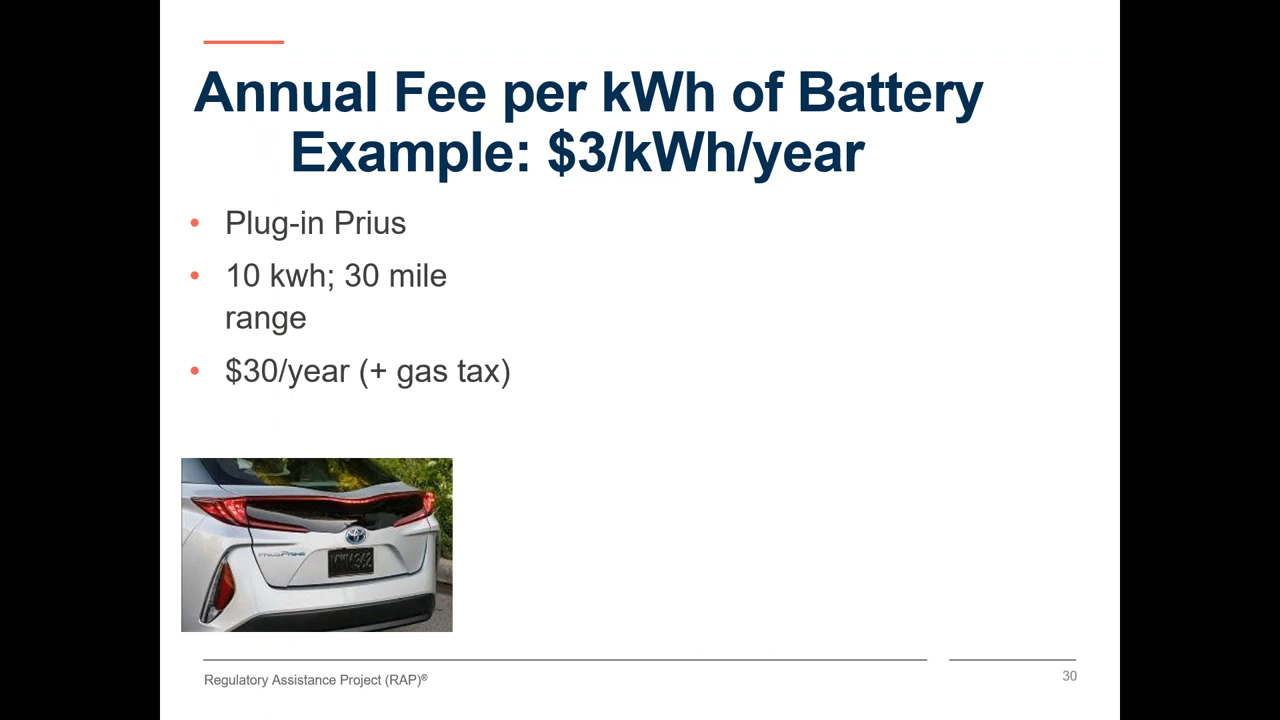 Annual Fee per kWh of Battery
Example: $3/kWh/year
• Plug-in Prius
• 10 kwh; 30 mile
range
• $30/year (+ gas tax)
Regulatory Assistance Project (RAP)®
30